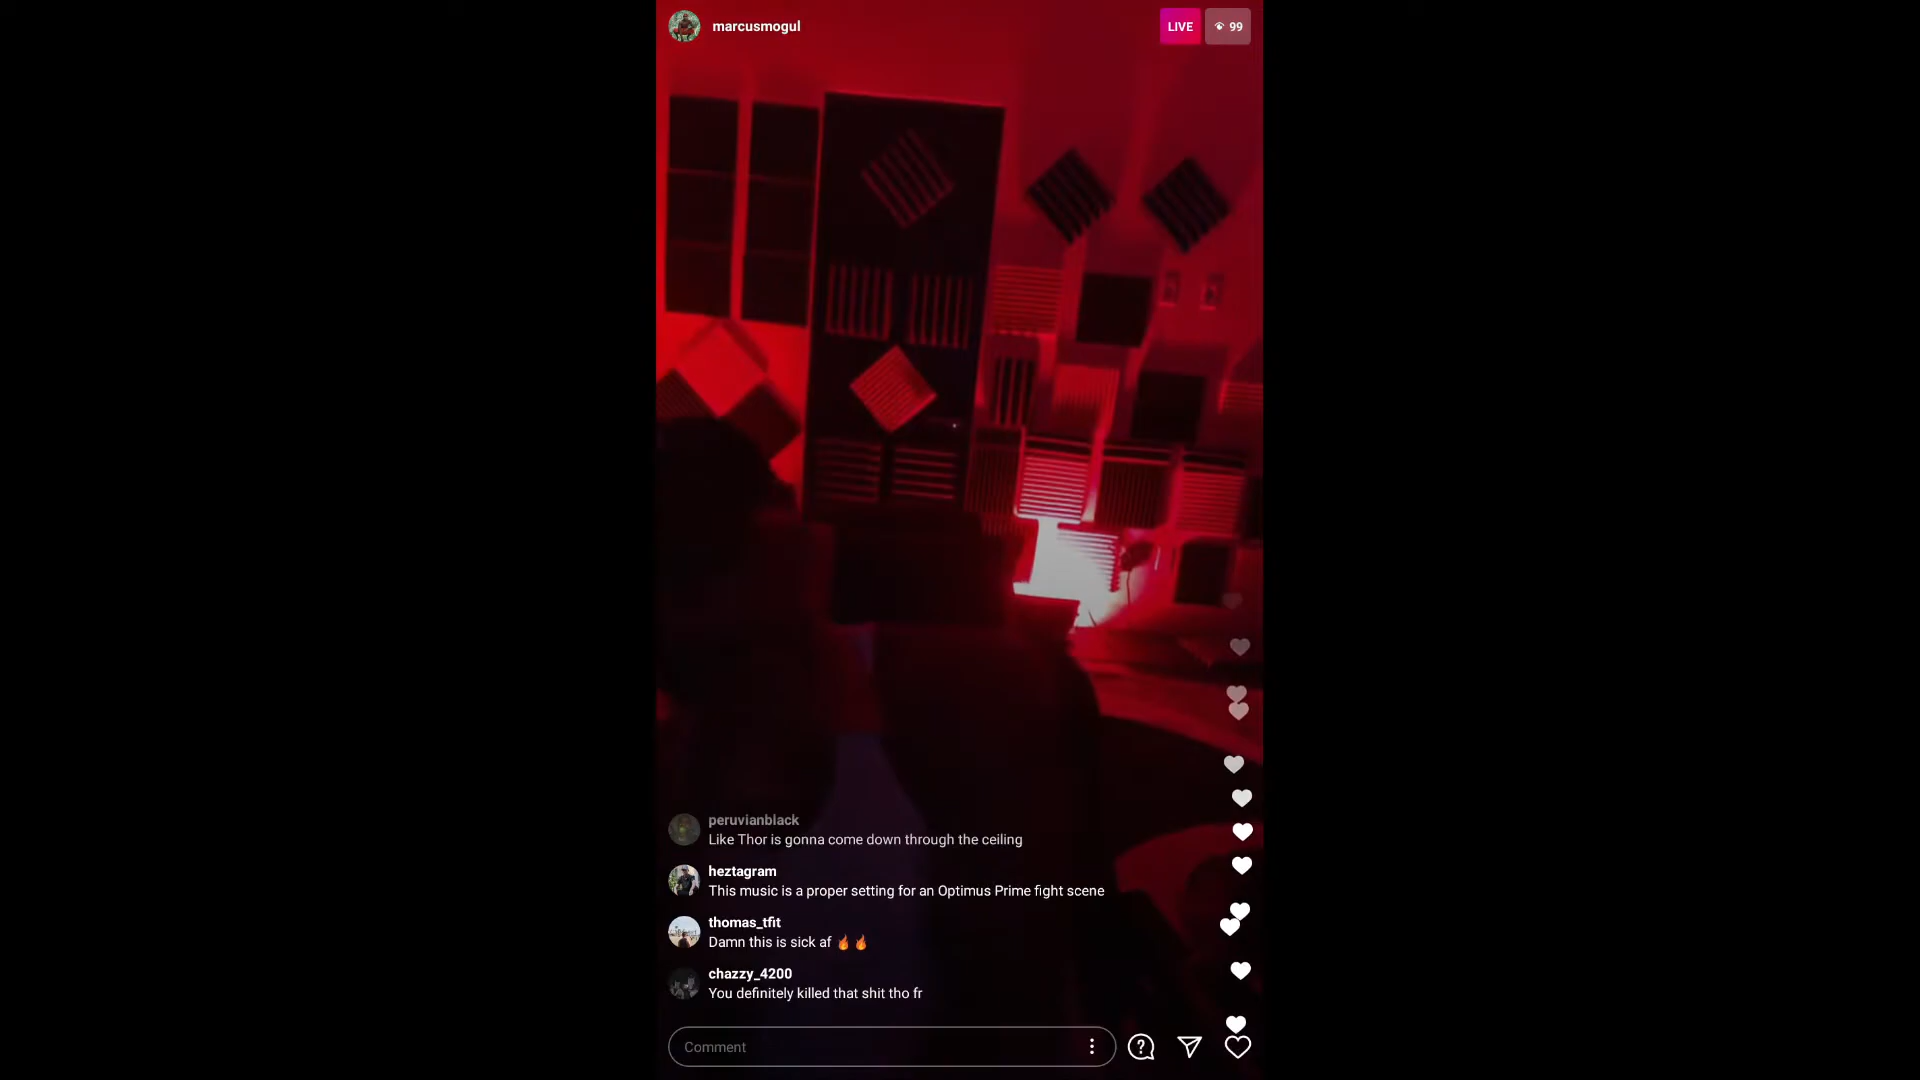 marcusmogul
LIVE
99
peruvianblack
Like Thor is gonna come down through the ceiling
heztagram
This music is a proper setting for an Optimus Prime fight scene
thomas_tfit
Damn this is sick af 🔥🔥
chazzy_4200
You definitely killed that shit tho fr
Comment